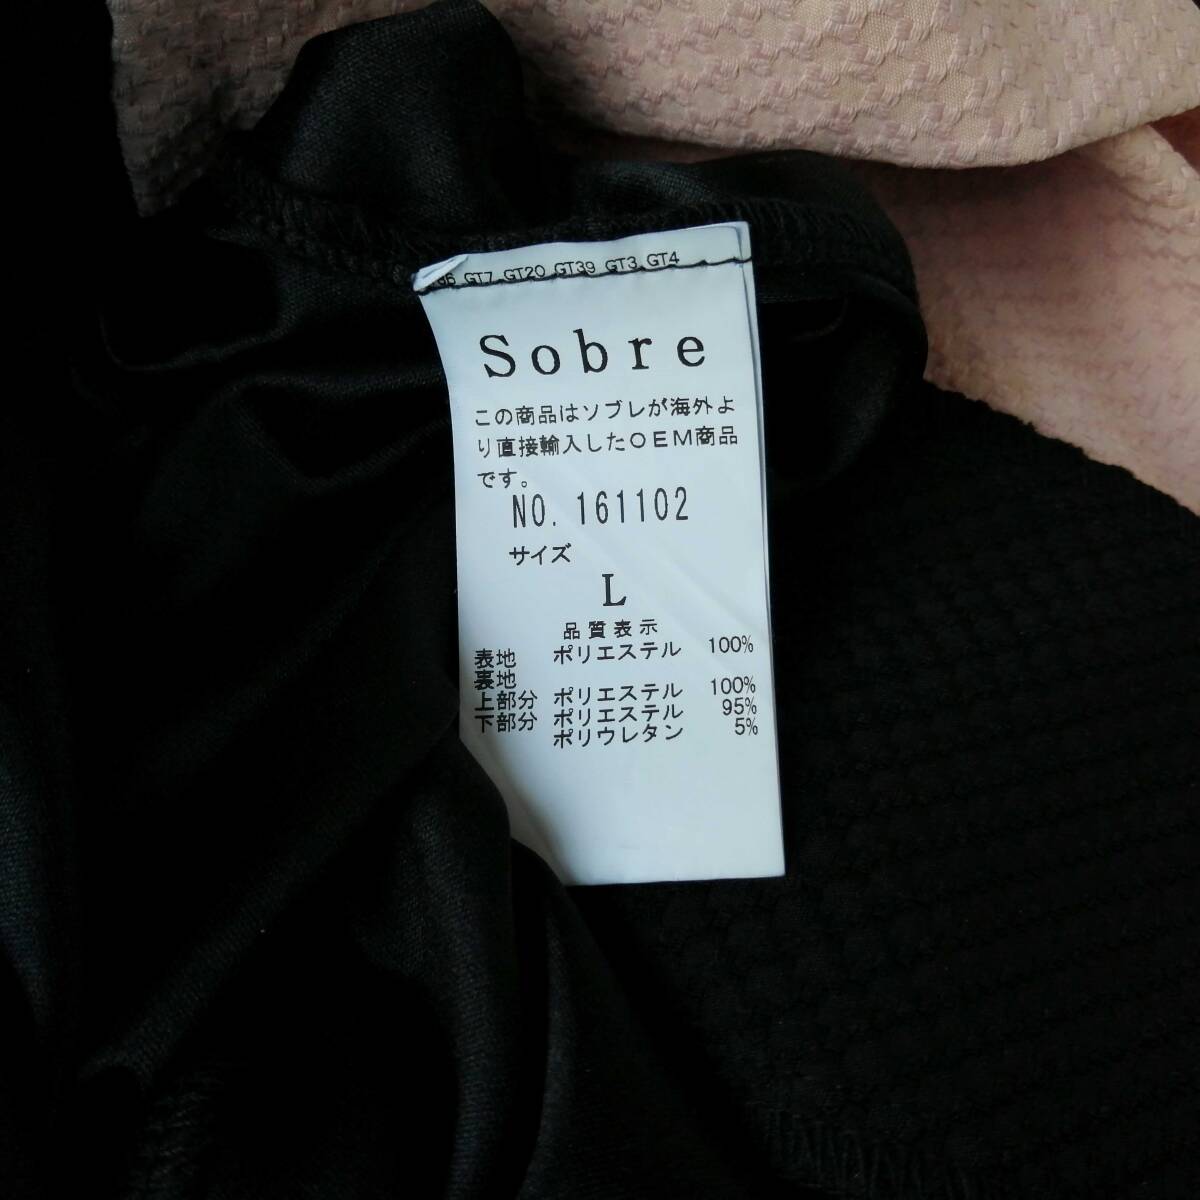 GT7 GT20 GT39 GT3 GT4
Sobre
この商品はソブレが海外よ
り直接輸入したOEM商品
です。
NO. 161102
サイズ
L
品質表示
表地 ポリエステル 100%
裏地
上部分 ポリエステル 100%
下部分 ポリエステル 95%
ポリウレタン 5%